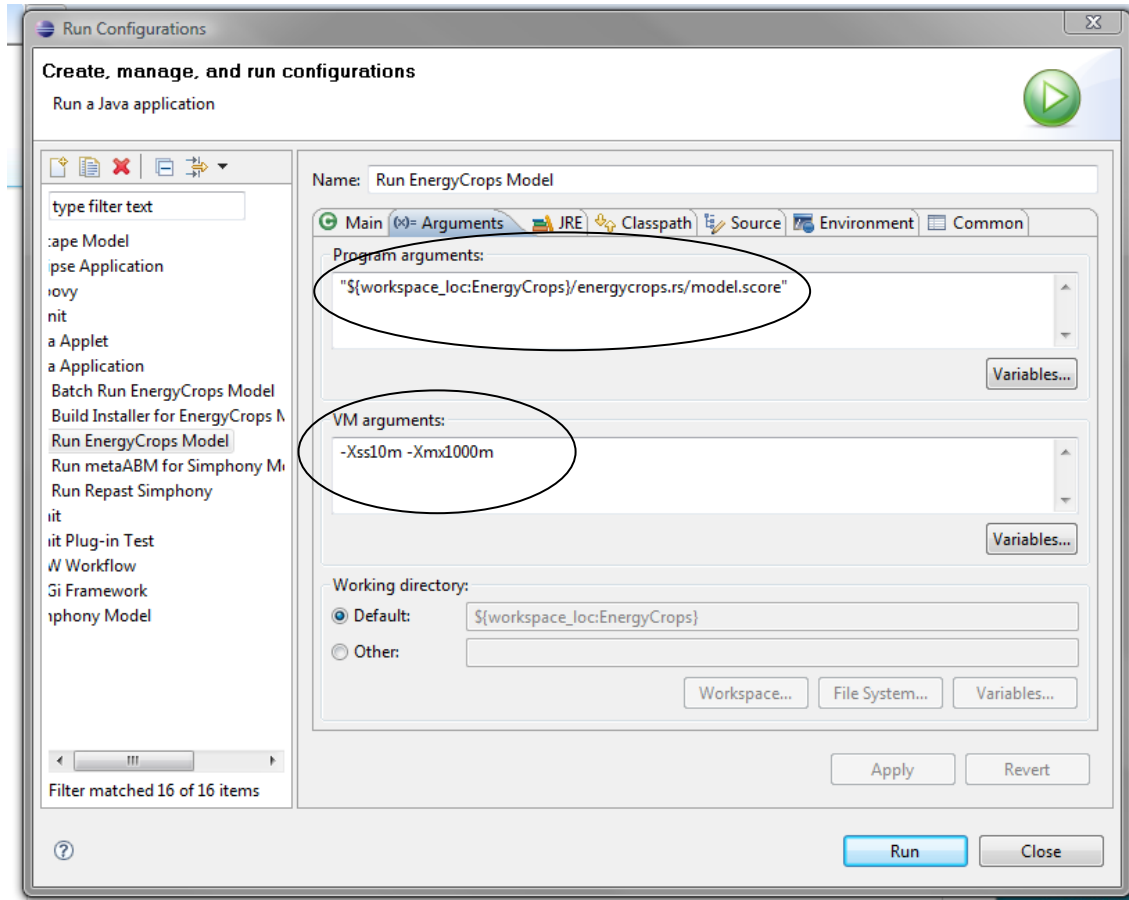 Run Configurations
Create, manage, and run configurations
Run a Java application
type filter text
:ape Model
ipse Application
oovy
nit
a Applet
a Application
Batch Run EnergyCrops Model
Build Installer for EnergyCrops M
Run EnergyCrops Model
Run metaABM for Simphony Mo
Run Repast Simphony
iit
iit Plug-in Test
W Workflow
Gi Framework
nphony Model
Filter matched 16 of 16 items
Name: Run EnergyCrops Model
Main (x)= Arguments JRE Classpath Source Environment Common
Program arguments:
"${workspace_loc:EnergyCrops}/energycrops.rs/model.score"
Variables...
VM arguments:
-Xss10m -Xmx1000m
Variables...
Working directory:
Default: ${workspace_loc:EnergyCrops}
Other:
Workspace... File System... Variables...
Apply Revert
Run Close